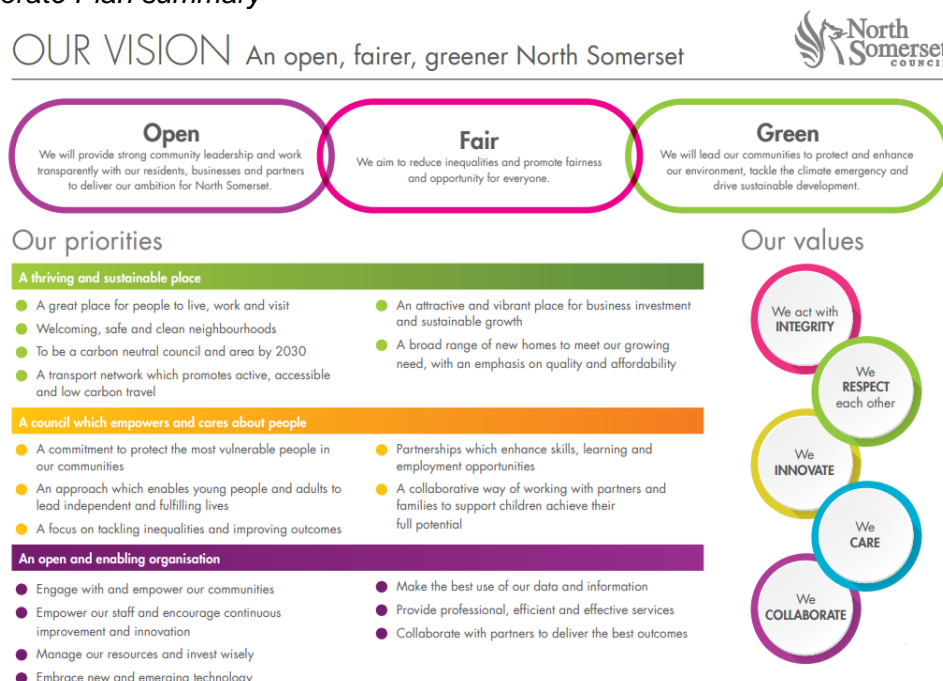 orate Plan summary
OUR VISION An open, fairer, greener North Somerset
North
Somerset
COUNCIL
Open
We will provide strong community leadership and work
transparently with our residents, businesses and partners
to deliver our ambition for North Somerset.
Fair
We aim to reduce inequalities and promote fairness
and opportunity for everyone.
Green
We will lead our communities to protect and enhance
our environment, tackle the climate emergency and
drive sustainable development.
Our priorities
A thriving and sustainable place
A great place for people to live, work and visit
Welcoming, safe and clean neighbourhoods
To be a carbon neutral council and area by 2030
A transport network which promotes active, accessible
and low carbon travel
An attractive and vibrant place for business investment
and sustainable growth
A broad range of new homes to meet our growing
need, with an emphasis on quality and affordability
A council which empowers and cares about people
A commitment to protect the most vulnerable people in
our communities
An approach which enables young people and adults to
lead independent and fulfilling lives
A focus on tackling inequalities and improving outcomes
Partnerships which enhance skills, learning and
employment opportunities
A collaborative way of working with partners and
families to support children achieve their
full potential
An open and enabling organisation
Engage with and empower our communities
Empower our staff and encourage continuous
improvement and innovation
Manage our resources and invest wisely
Embrace new and emerging technology
Make the best use of our data and information
Provide professional, efficient and effective services
Collaborate with partners to deliver the best outcomes
Our values
We act with
INTEGRITY
We
RESPECT
each other
We
INNOVATE
We
CARE
We
COLLABORATE